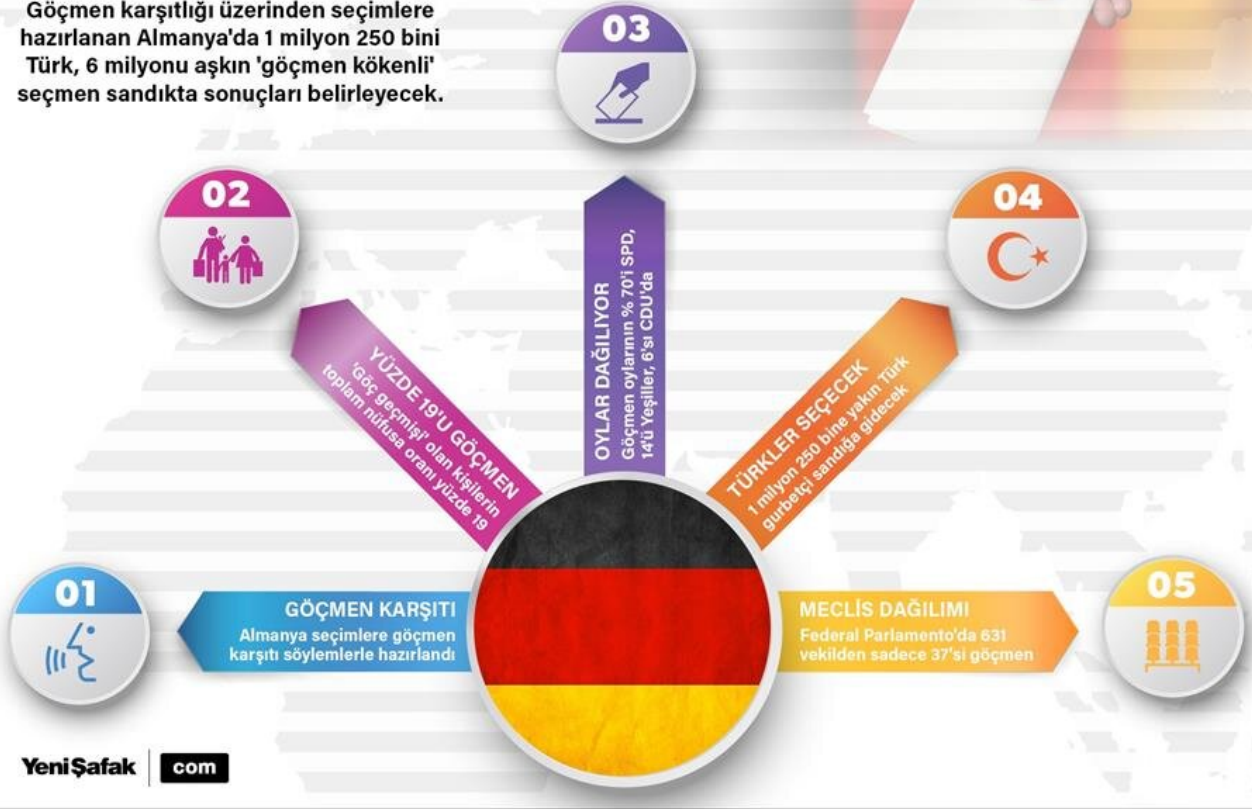 Göçmen karşıtlığı üzerinden seçimlere
hazırlanan Almanya'da 1 milyon 250 bini
Türk, 6 milyonu aşkın 'göçmen kökenli'
seçmen sandıkta sonuçları belirleyecek.
01
GÖÇMEN KARŞITI
Almanya seçimlere göçmen
karşıtı söylemlerle hazırlandı
02
YÜZDE 19'U GÖÇMEN
'Göç geçmişi' olan kişilerin
toplam nüfusa oranı yüzde 19
03
OYLAR DAĞILIYOR
Göçmen oylarının % 70'i SPD,
14'ü Yeşiller, 6'sı CDU'da
04
TÜRKLER SEÇECEK
1 milyon 250 bine yakın Türk
gurbetçi sandığa gidecek
05
MECLİS DAĞILIMI
Federal Parlamento'da 631
vekilden sadece 37'si göçmen
YeniŞafak
com